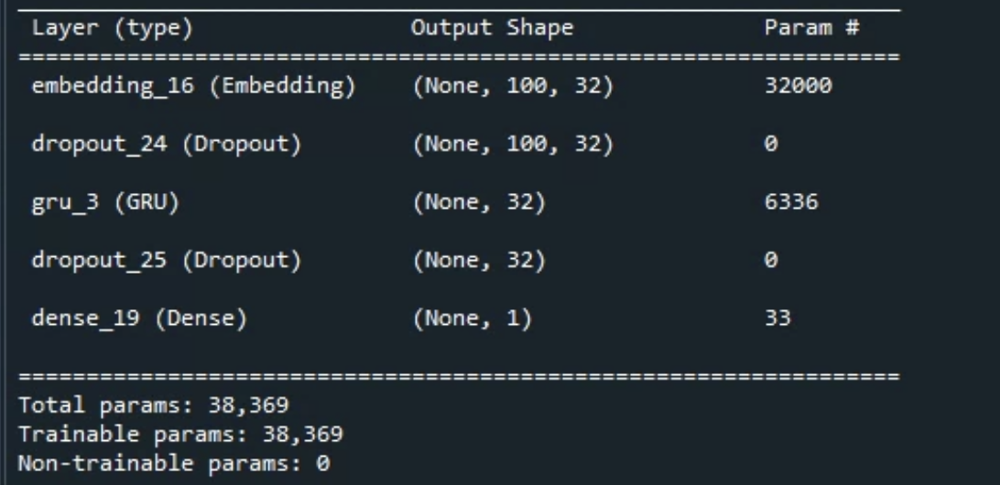 Layer (type) Output Shape Param #
=================================================================
embedding_16 (Embedding) (None, 100, 32) 32000
dropout_24 (Dropout) (None, 100, 32) 0
gru_3 (GRU) (None, 32) 6336
dropout_25 (Dropout) (None, 32) 0
dense_19 (Dense) (None, 1) 33
=================================================================
Total params: 38,369
Trainable params: 38,369
Non-trainable params: 0